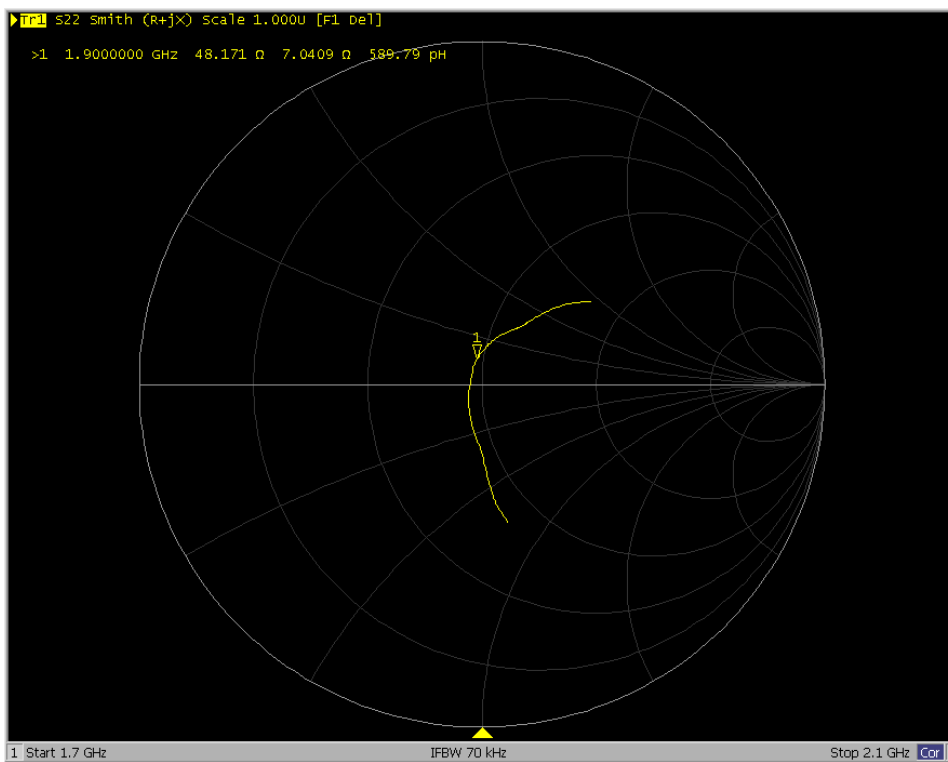 Tr1 S22 Smith (R+jX) Scale 1.000U [F1 Del]
>1 1.9000000 GHz 48.171 Ω 7.0409 Ω 589.79 pH
1
1 Start 1.7 GHz IFBW 70 kHz Stop 2.1 GHz Cor